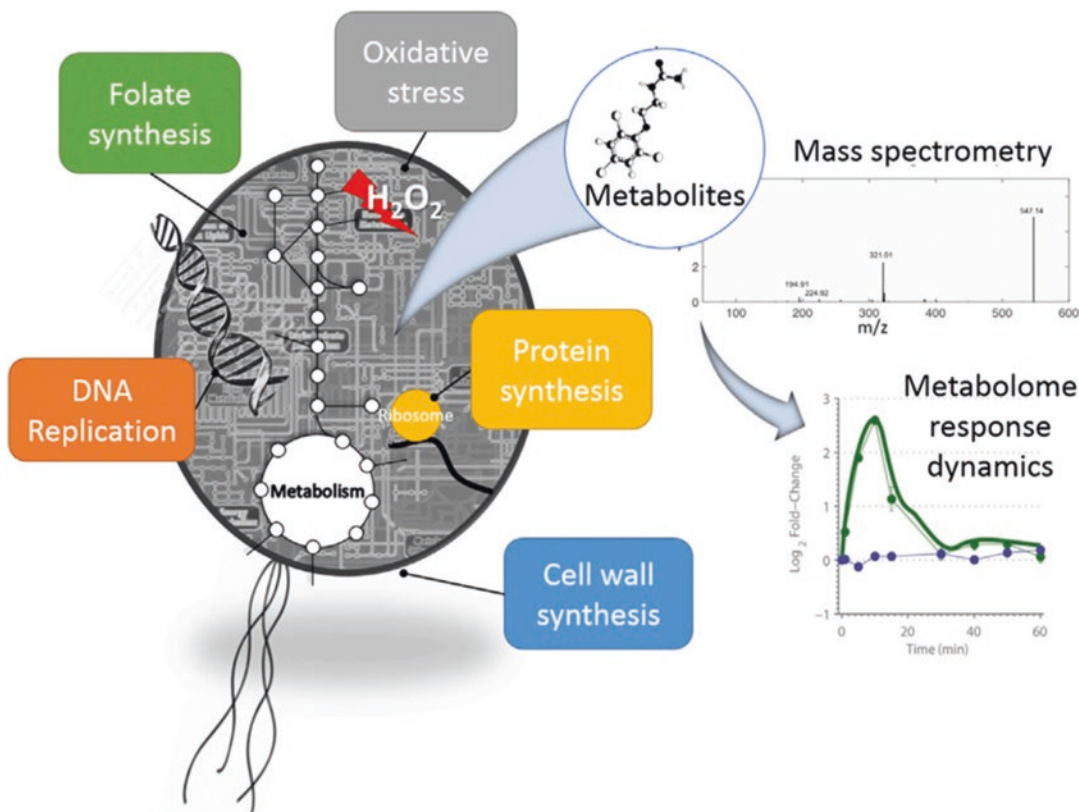 Oxidative
stress
Folate
synthesis
H₂O₂
Metabolites
Mass spectrometry
547.14
321.01
194.91
224.92
2
0
100
200
300
400
500
600
m/z
DNA
Replication
Protein
synthesis
Ribosome
Metabolism
Cell wall
synthesis
Metabolome
response
dynamics
3
2
1
0
−1
Log₂ Fold−Change
0
20
40
60
Time (min)